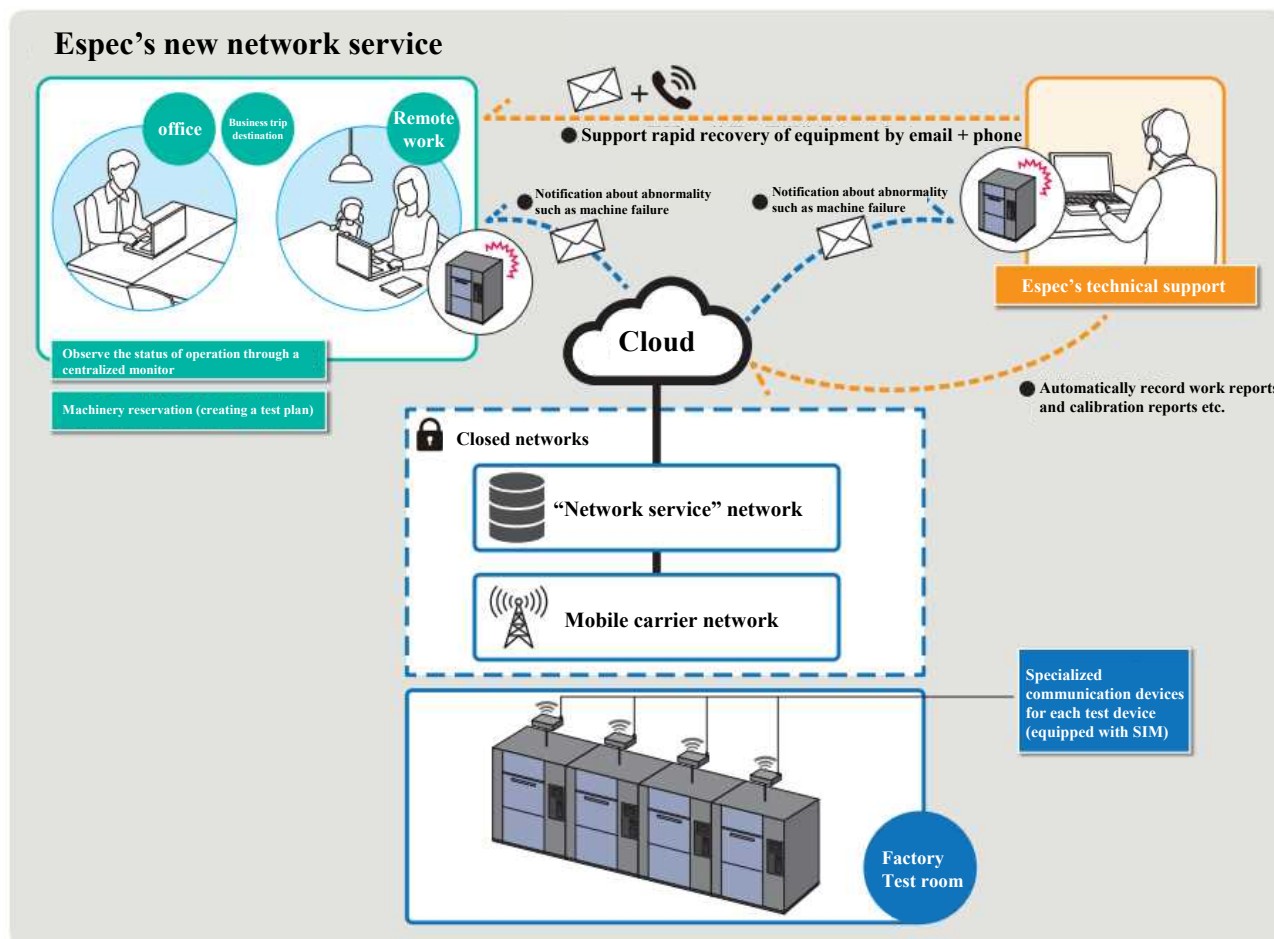 Espec’s new network service
office
Business trip
destination
Remote
work
+
● Support rapid recovery of equipment by email + phone
● Notification about abnormality
such as machine failure
● Notification about abnormality
such as machine failure
Espec’s technical support
Cloud
Observe the status of operation through a
centralized monitor
Machinery reservation (creating a test plan)
● Automatically record work reports
and calibration reports etc.
Closed networks
“Network service” network
Mobile carrier network
Specialized
communication devices
for each test device
(equipped with SIM)
Factory
Test room